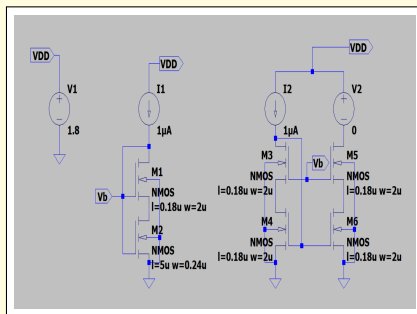 VDD
V1
1.8
VDD
I1
1µA
Vb
M1
NMOS
l=0.18u w=2u
M2
NMOS
l=5u w=0.24u
VDD
I2
1µA
V2
0
M3
NMOS
l=0.18u w=2u
Vb
M5
NMOS
l=0.18u w=2u
M4
NMOS
l=0.18u w=2u
M6
NMOS
l=0.18u w=2u